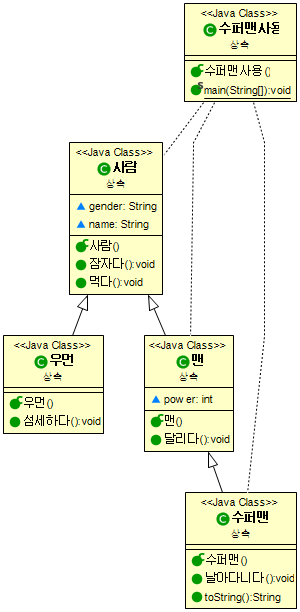 <<Java Class>>
수퍼맨사용
상속
수퍼맨사용()
main(String[]):void
<<Java Class>>
사람
상속
gender: String
name: String
사람()
잠자다():void
먹다():void
<<Java Class>>
우먼
상속
우먼()
섬세하다():void
<<Java Class>>
맨
상속
power: int
맨()
달리다():void
<<Java Class>>
수퍼맨
상속
수퍼맨()
날아다니다():void
toString():String